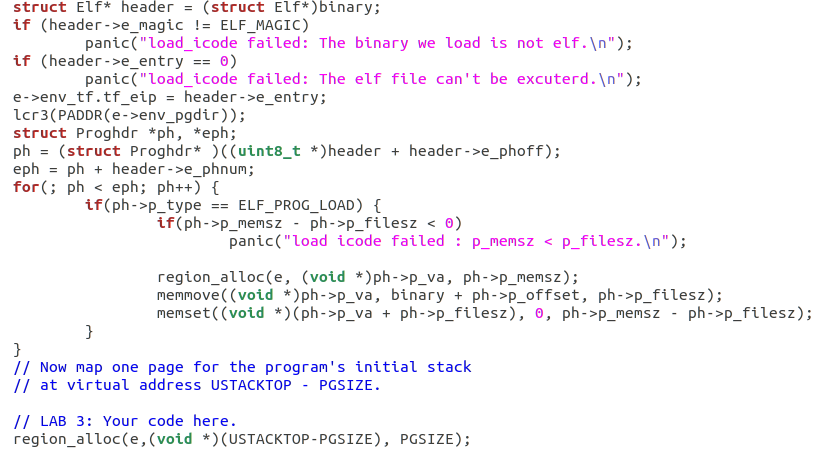 struct Elf* header = (struct Elf*)binary;
if (header->e_magic != ELF_MAGIC)
        panic("load_icode failed: The binary we load is not elf.\n");
if (header->e_entry == 0)
        panic("load_icode failed: The elf file can't be excuterd.\n");
e->env_tf.tf_eip = header->e_entry;
lcr3(PADDR(e->env_pgdir));
struct Proghdr *ph, *eph;
ph = (struct Proghdr* )((uint8_t *)header + header->e_phoff);
eph = ph + header->e_phnum;
for(; ph < eph; ph++) {
        if(ph->p_type == ELF_PROG_LOAD) {
                if(ph->p_memsz - ph->p_filesz < 0)
                        panic("load icode failed : p_memsz < p_filesz.\n");

                region_alloc(e, (void *)ph->p_va, ph->p_memsz);
                memmove((void *)ph->p_va, binary + ph->p_offset, ph->p_filesz);
                memset((void *)(ph->p_va + ph->p_filesz), 0, ph->p_memsz - ph->p_filesz);
        }
}
// Now map one page for the program's initial stack
// at virtual address USTACKTOP - PGSIZE.

// LAB 3: Your code here.
region_alloc(e,(void *)(USTACKTOP-PGSIZE), PGSIZE);